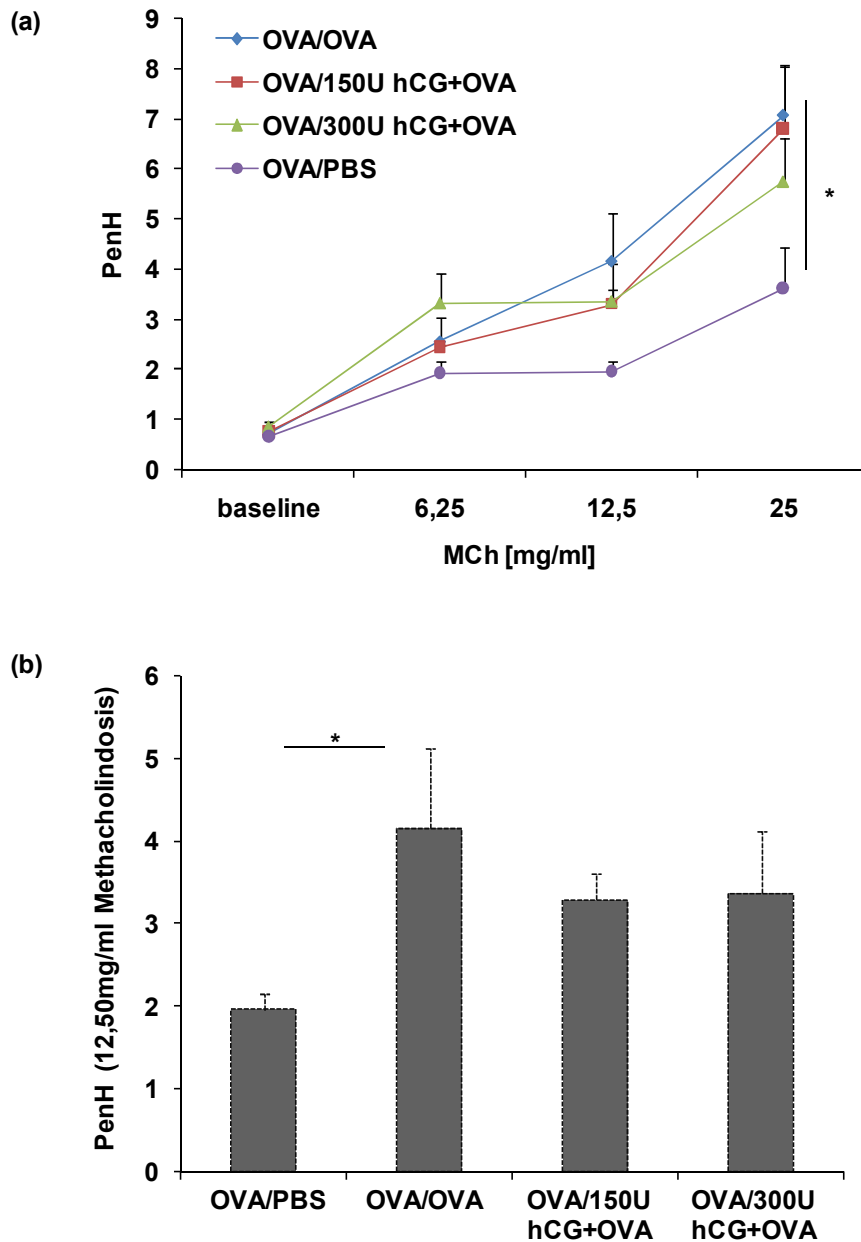 (a)
9
8
7
6
5
4
3
2
1
0
PenH
OVA/OVA
OVA/150U hCG+OVA
OVA/300U hCG+OVA
OVA/PBS
*
baseline 6,25 12,5 25
MCh [mg/ml]
(b)
6
5
4
3
2
1
0
PenH (12,50mg/ml Methacholindosis)
*
OVA/PBS OVA/OVA OVA/150U OVA/300U
hCG+OVA hCG+OVA